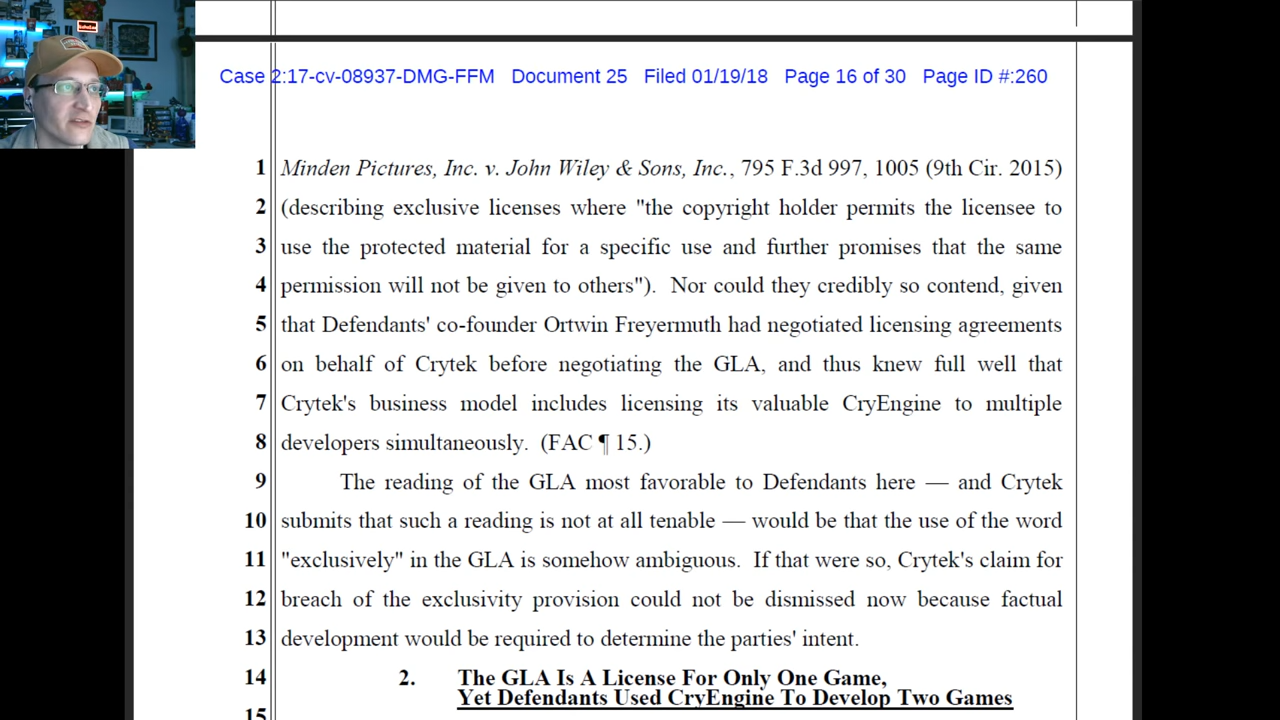 Case 2:17-cv-08937-DMG-FFM Document 25 Filed 01/19/18 Page 16 of 30 Page ID #:260
1 Minden Pictures, Inc. v. John Wiley & Sons, Inc., 795 F.3d 997, 1005 (9th Cir. 2015)
2 (describing exclusive licenses where "the copyright holder permits the licensee to
3 use the protected material for a specific use and further promises that the same
4 permission will not be given to others"). Nor could they credibly so contend, given
5 that Defendants' co-founder Ortwin Freyermuth had negotiated licensing agreements
6 on behalf of Crytek before negotiating the GLA, and thus knew full well that
7 Crytek's business model includes licensing its valuable CryEngine to multiple
8 developers simultaneously. (FAC ¶ 15.)
9 The reading of the GLA most favorable to Defendants here — and Crytek
10 submits that such a reading is not at all tenable — would be that the use of the word
11 "exclusively" in the GLA is somehow ambiguous. If that were so, Crytek's claim for
12 breach of the exclusivity provision could not be dismissed now because factual
13 development would be required to determine the parties' intent.
14 2. The GLA Is A License For Only One Game,
Yet Defendants Used CryEngine To Develop Two Games
15